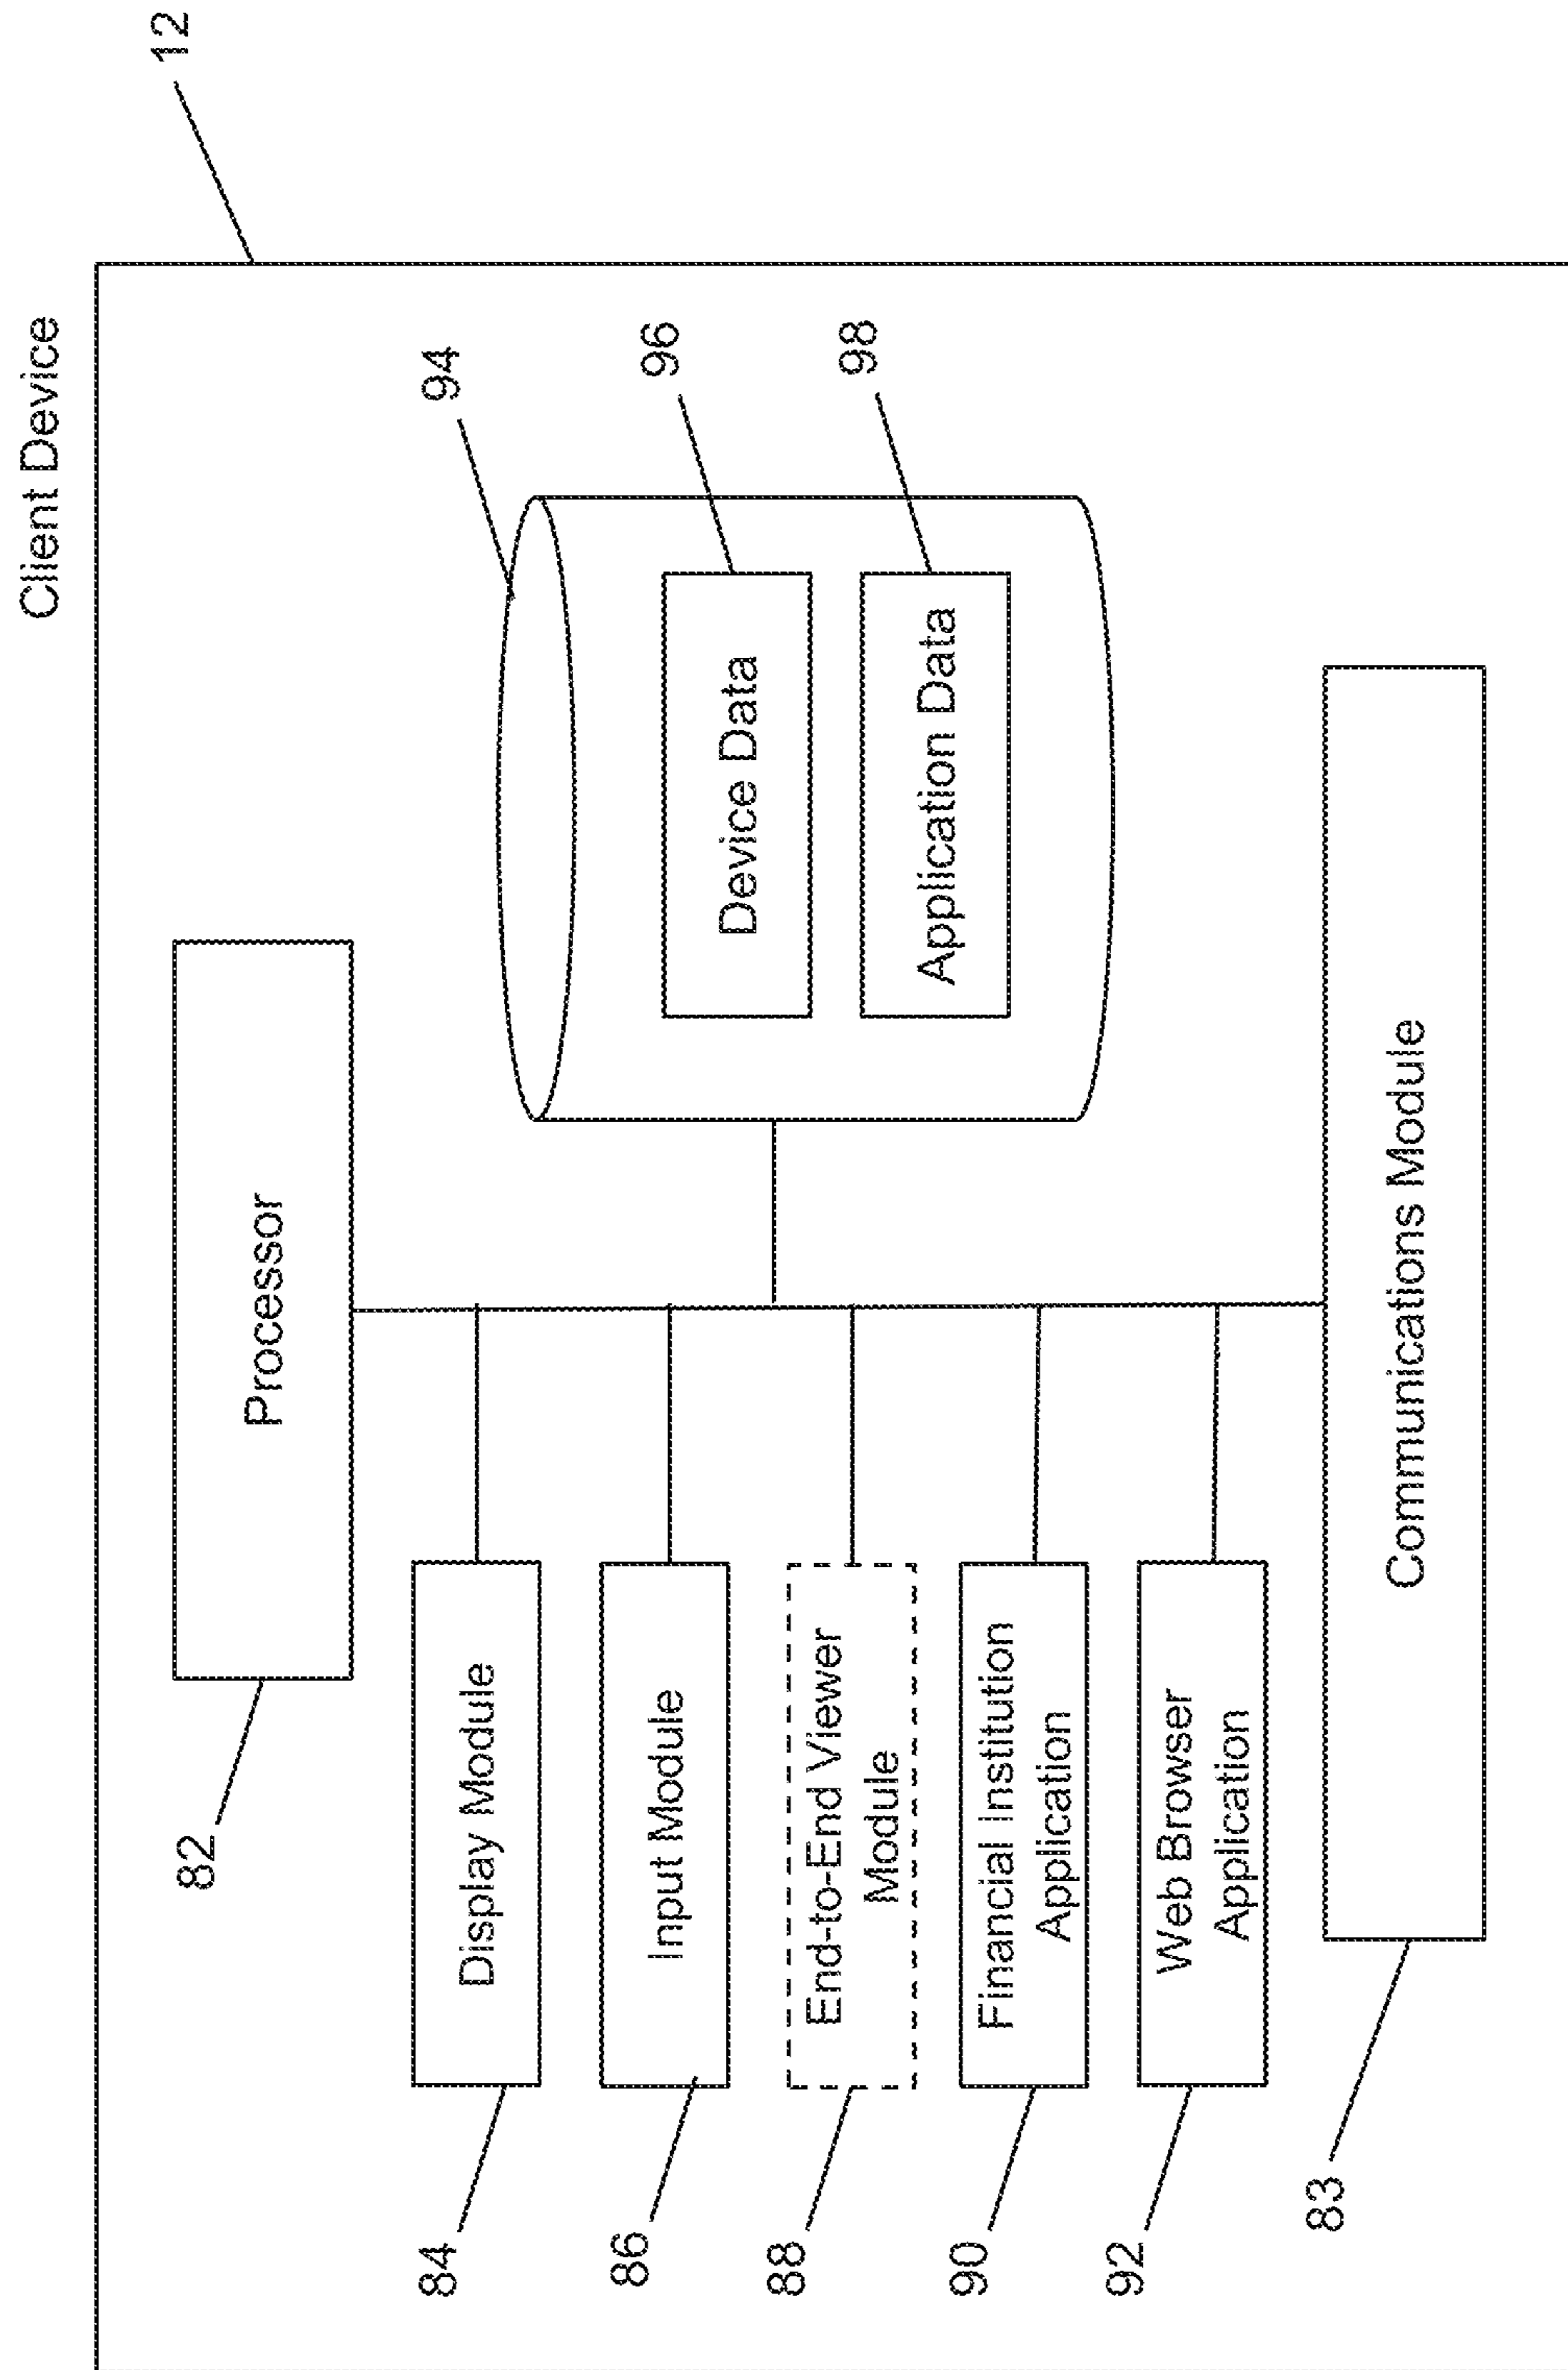 Client Device
12
Processor
82
94
Display Module
84
Input Module
86
Device Data
96
End-to-End Viewer
Module
88
Application Data
98
Financial Institution
Application
90
Web Browser
Application
92
Communications Module
83